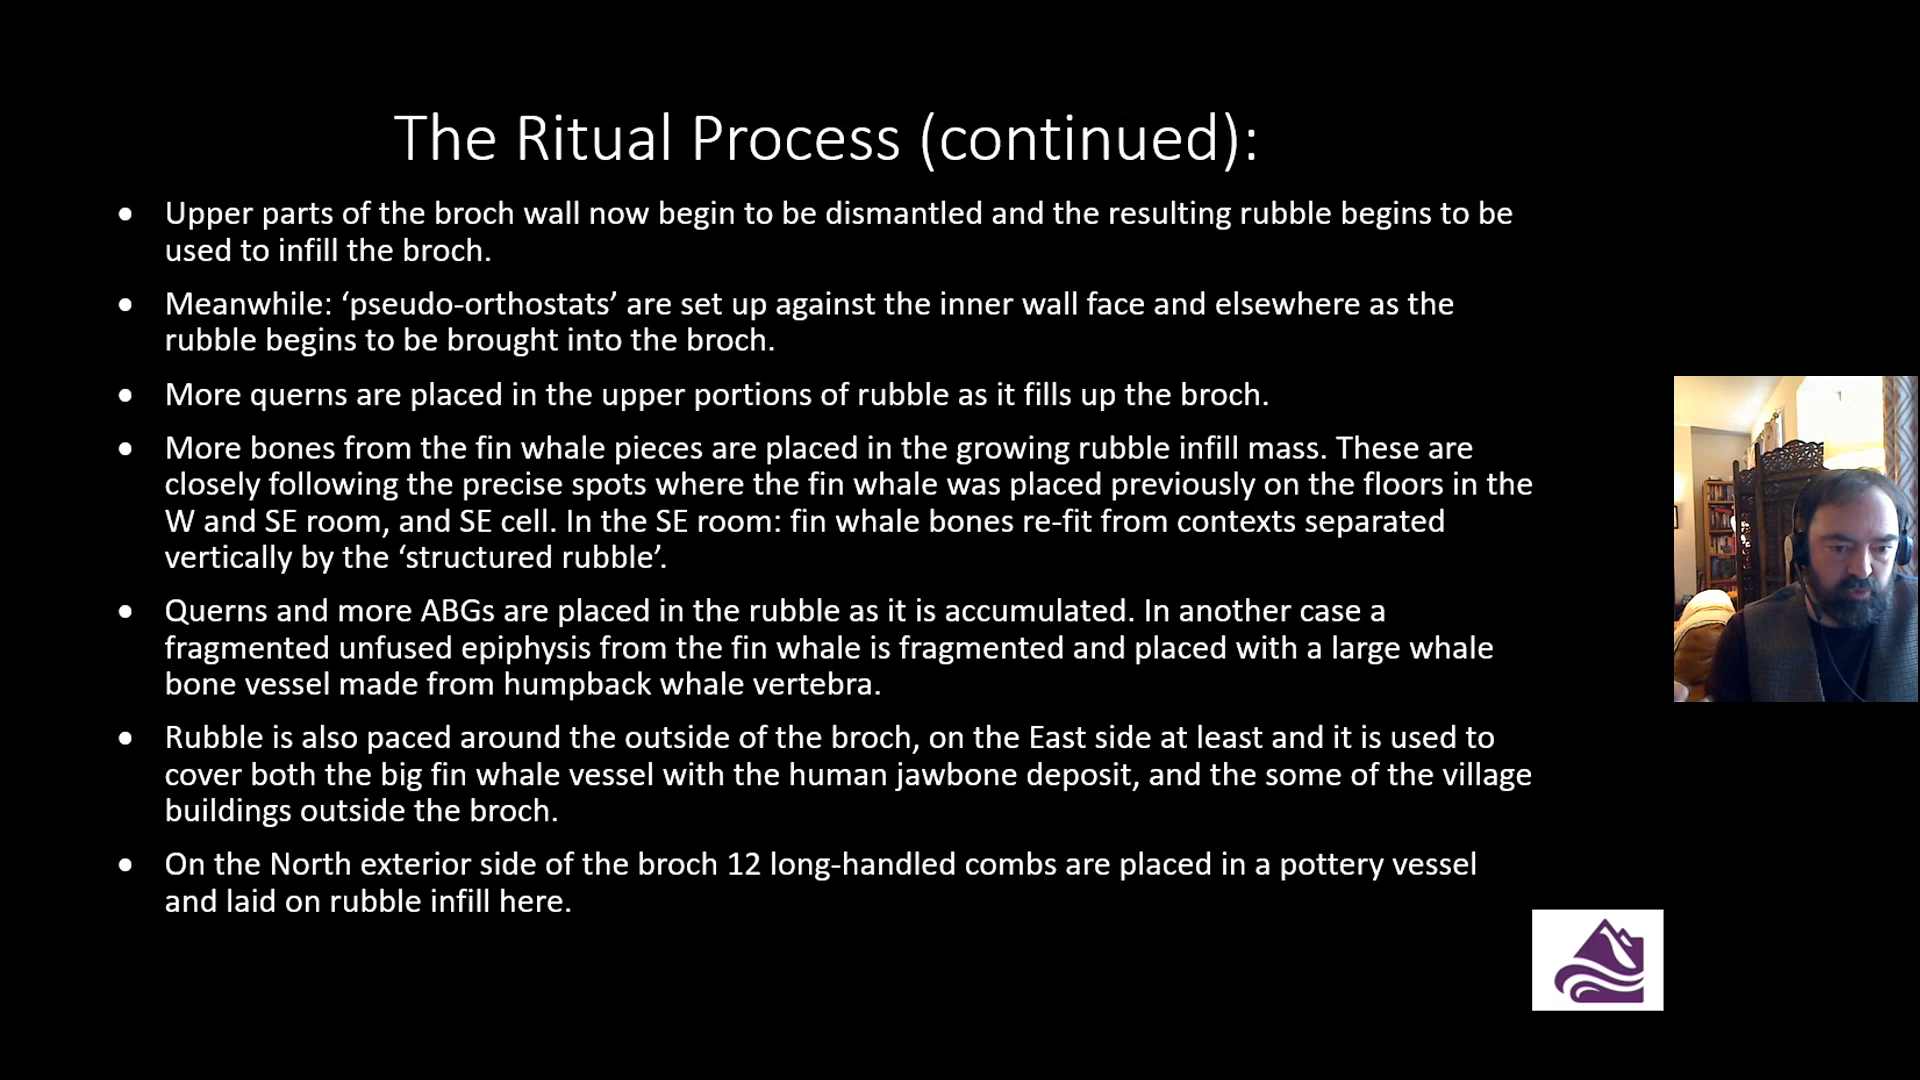 The Ritual Process (continued):
● Upper parts of the broch wall now begin to be dismantled and the resulting rubble begins to be
used to infill the broch.
● Meanwhile: ‘pseudo-orthostats’ are set up against the inner wall face and elsewhere as the
rubble begins to be brought into the broch.
● More querns are placed in the upper portions of rubble as it fills up the broch.
● More bones from the fin whale pieces are placed in the growing rubble infill mass. These are
closely following the precise spots where the fin whale was placed previously on the floors in the
W and SE room, and SE cell. In the SE room: fin whale bones re-fit from contexts separated
vertically by the ‘structured rubble’.
● Querns and more ABGs are placed in the rubble as it is accumulated. In another case a
fragmented unfused epiphysis from the fin whale is fragmented and placed with a large whale
bone vessel made from humpback whale vertebra.
● Rubble is also paced around the outside of the broch, on the East side at least and it is used to
cover both the big fin whale vessel with the human jawbone deposit, and the some of the village
buildings outside the broch.
● On the North exterior side of the broch 12 long-handled combs are placed in a pottery vessel
and laid on rubble infill here.